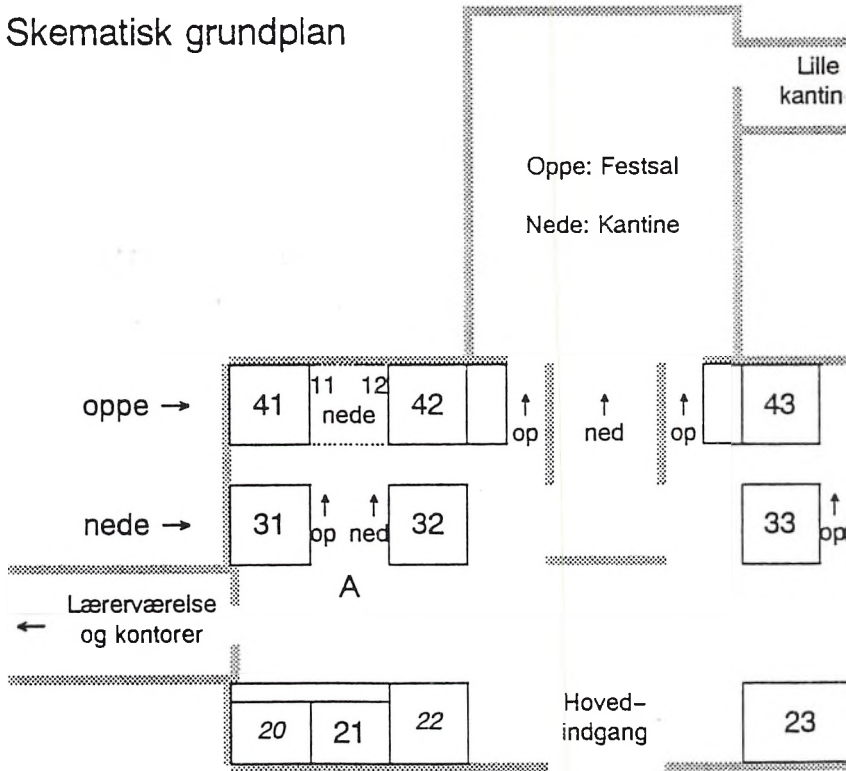 Skematisk grundplan
Lille
kantin
Oppe: Festsal
Nede: Kantine
oppe → 41 11 12 42 43
nede
op ned op
nede → 31 32 33
op ned op
A
Lærerværelse
← og kontorer
20 21 22 23
Hoved-
indgang